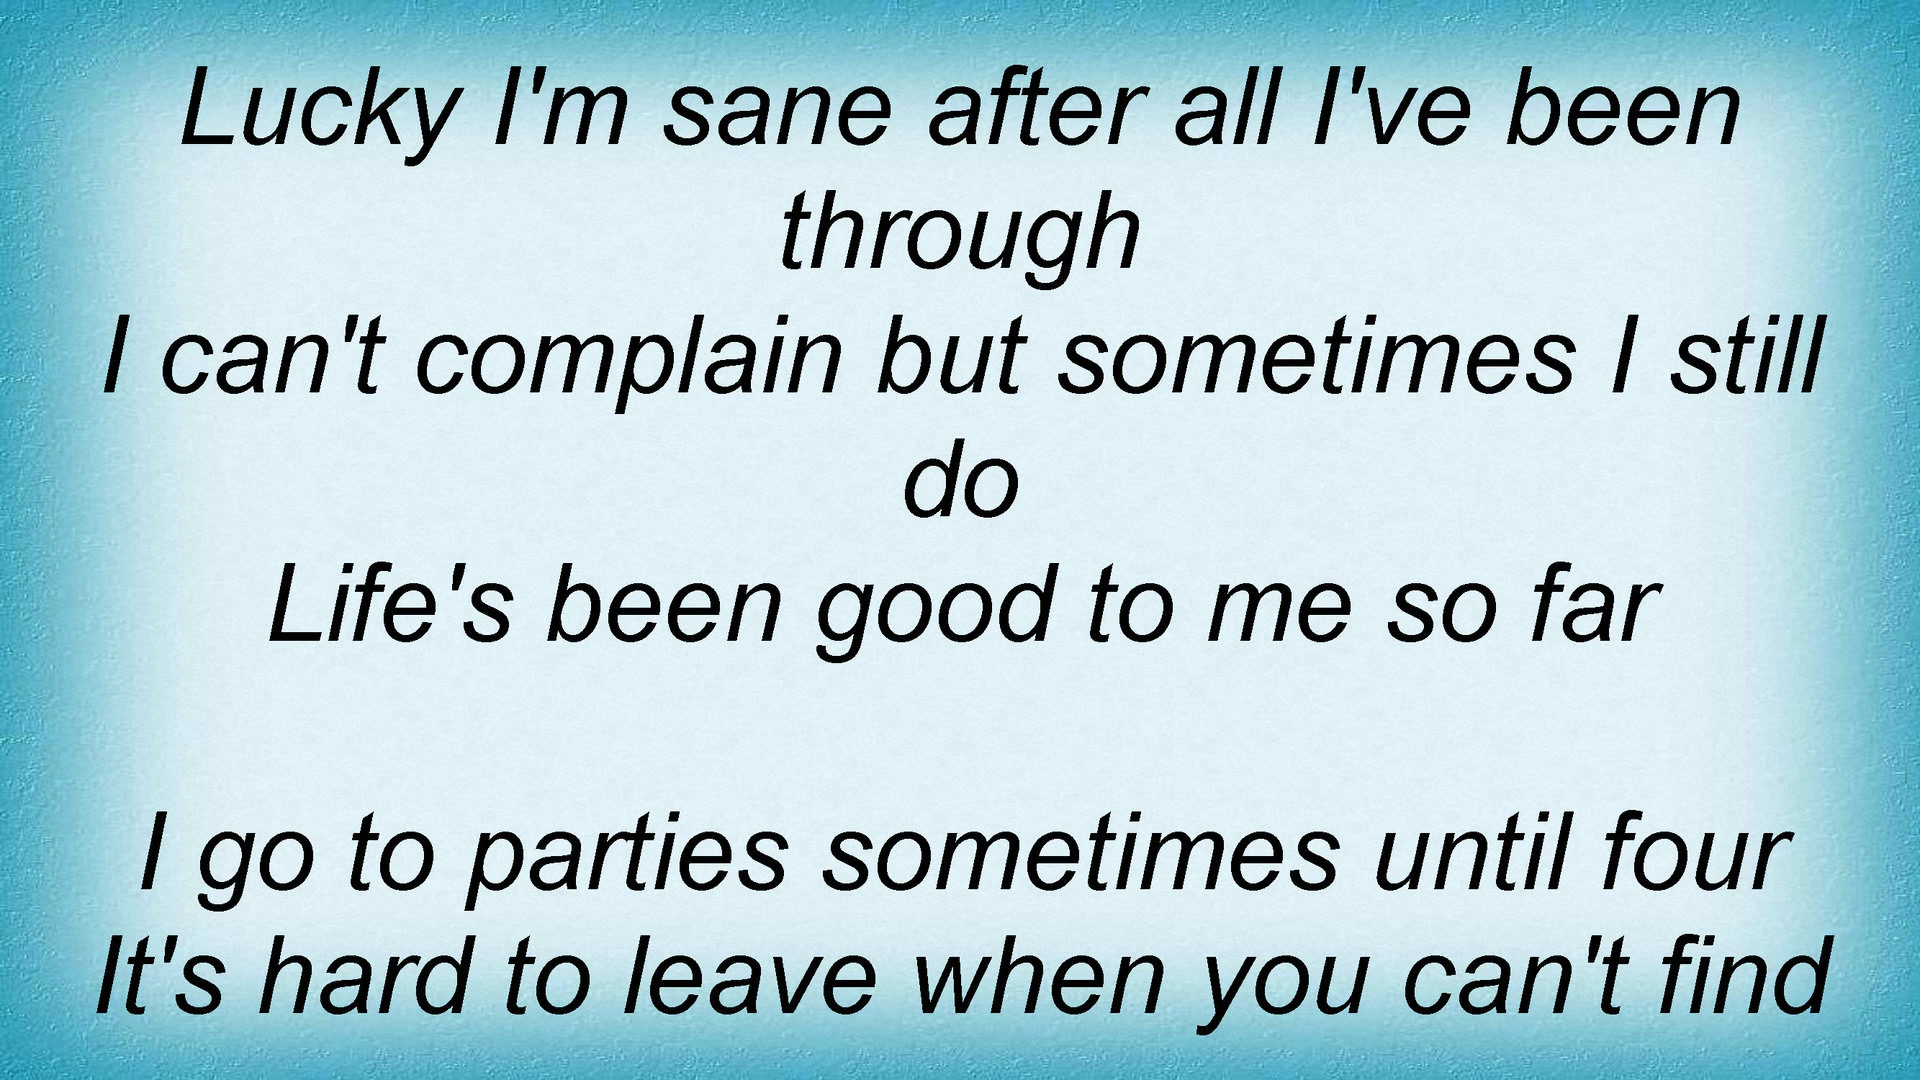 Lucky I'm sane after all I've been
through
I can't complain but sometimes I still
do
Life's been good to me so far
I go to parties sometimes until four
It's hard to leave when you can't find